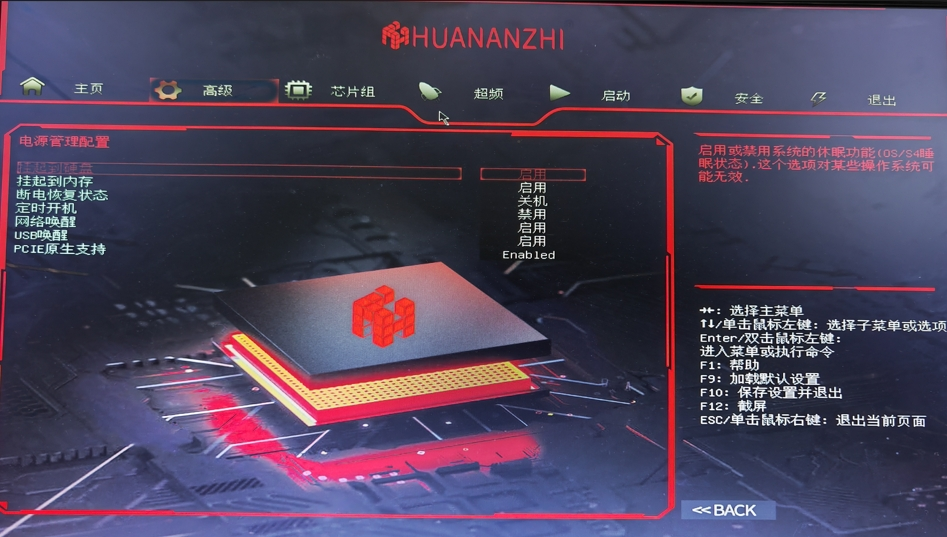 HUANANZHI
主页 高级 芯片组 超频 启动 安全 退出
电源管理配置
挂起到硬盘 启用
挂起到内存 启用
断电恢复状态 关机
定时开机 禁用
网络唤醒 启用
USB唤醒 启用
PCIE原生支持 Enabled
启用或禁用系统的休眠功能(OS/S4睡
眠状态).这个选项对某些操作系统可
能无效.
→←: 选择主菜单
↑↓/单击鼠标左键: 选择子菜单或选项
Enter/双击鼠标左键:
进入菜单或执行命令
F1: 帮助
F9: 加载默认设置
F10: 保存设置并退出
F12: 截屏
ESC/单击鼠标右键: 退出当前页面
<<BACK